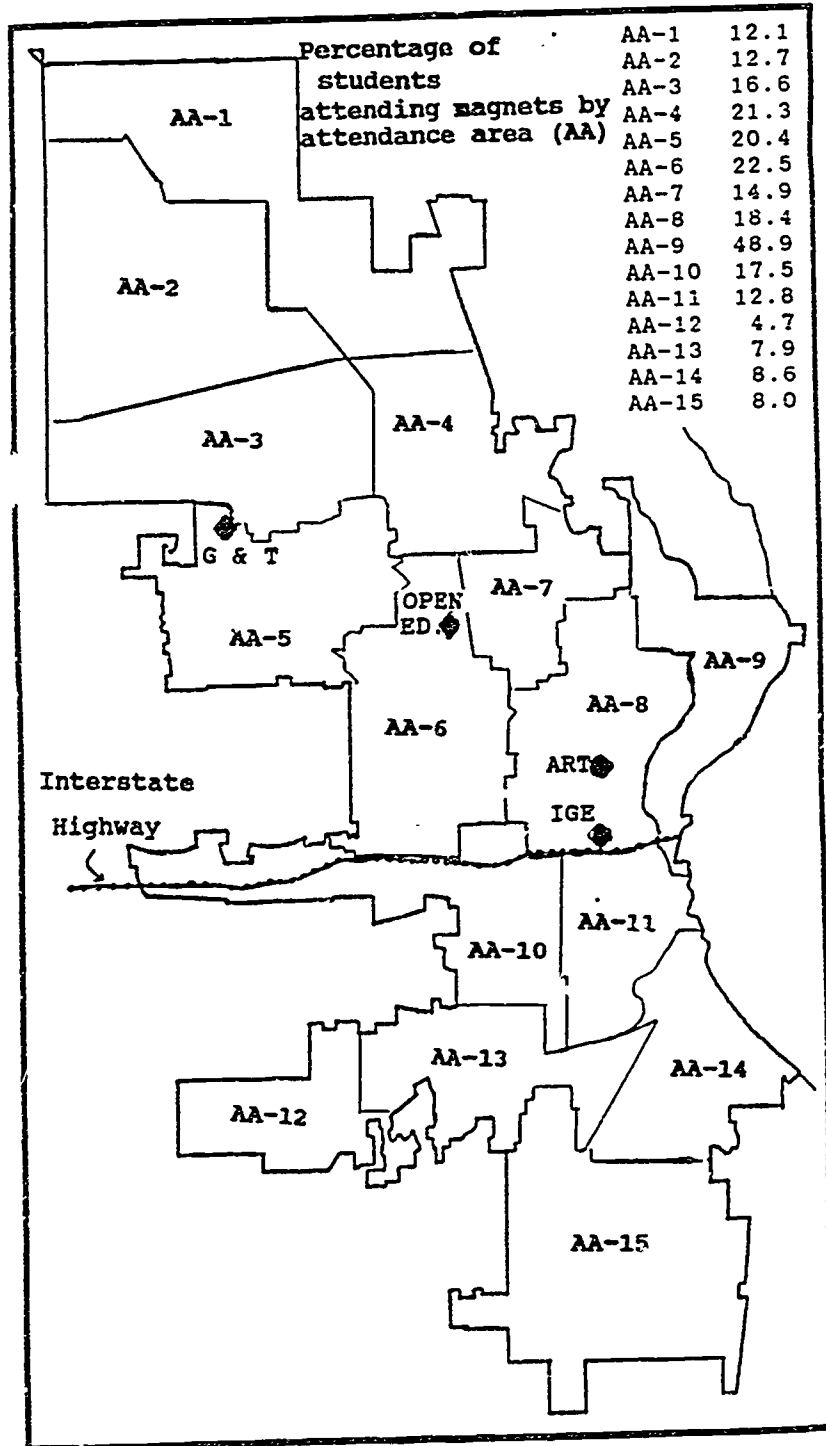 Percentage of
students
attending magnets by
attendance area (AA)
AA-1 12.1
AA-2 12.7
AA-3 16.6
AA-4 21.3
AA-5 20.4
AA-6 22.5
AA-7 14.9
AA-8 18.4
AA-9 48.9
AA-10 17.5
AA-11 12.8
AA-12 4.7
AA-13 7.9
AA-14 8.6
AA-15 8.0
AA-1
AA-2
AA-3
AA-4
G & T
OPEN
ED.
AA-7
AA-5
AA-9
AA-6
AA-8
ART
Interstate
Highway
IGE
AA-11
AA-10
AA-13
AA-14
AA-12
AA-15